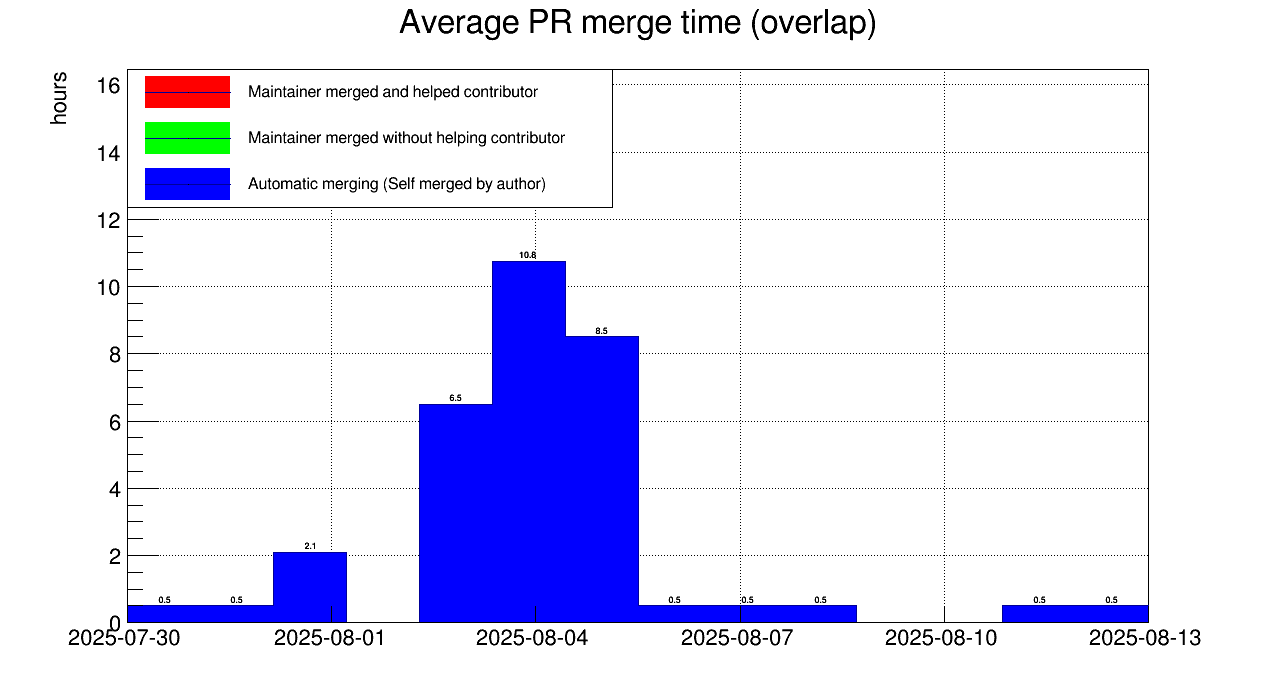 Average PR merge time (overlap)
hours
16
Maintainer merged and helped contributor
14
Maintainer merged without helping contributor
Automatic merging (Self merged by author)
12
10.8
10
8.5
8
6.5
6
4
2.1
2
0.5 0.5 0.5 0.5 0.5 0.5 0.5
0
2025-07-30 2025-08-01 2025-08-04 2025-08-07 2025-08-10 2025-08-13